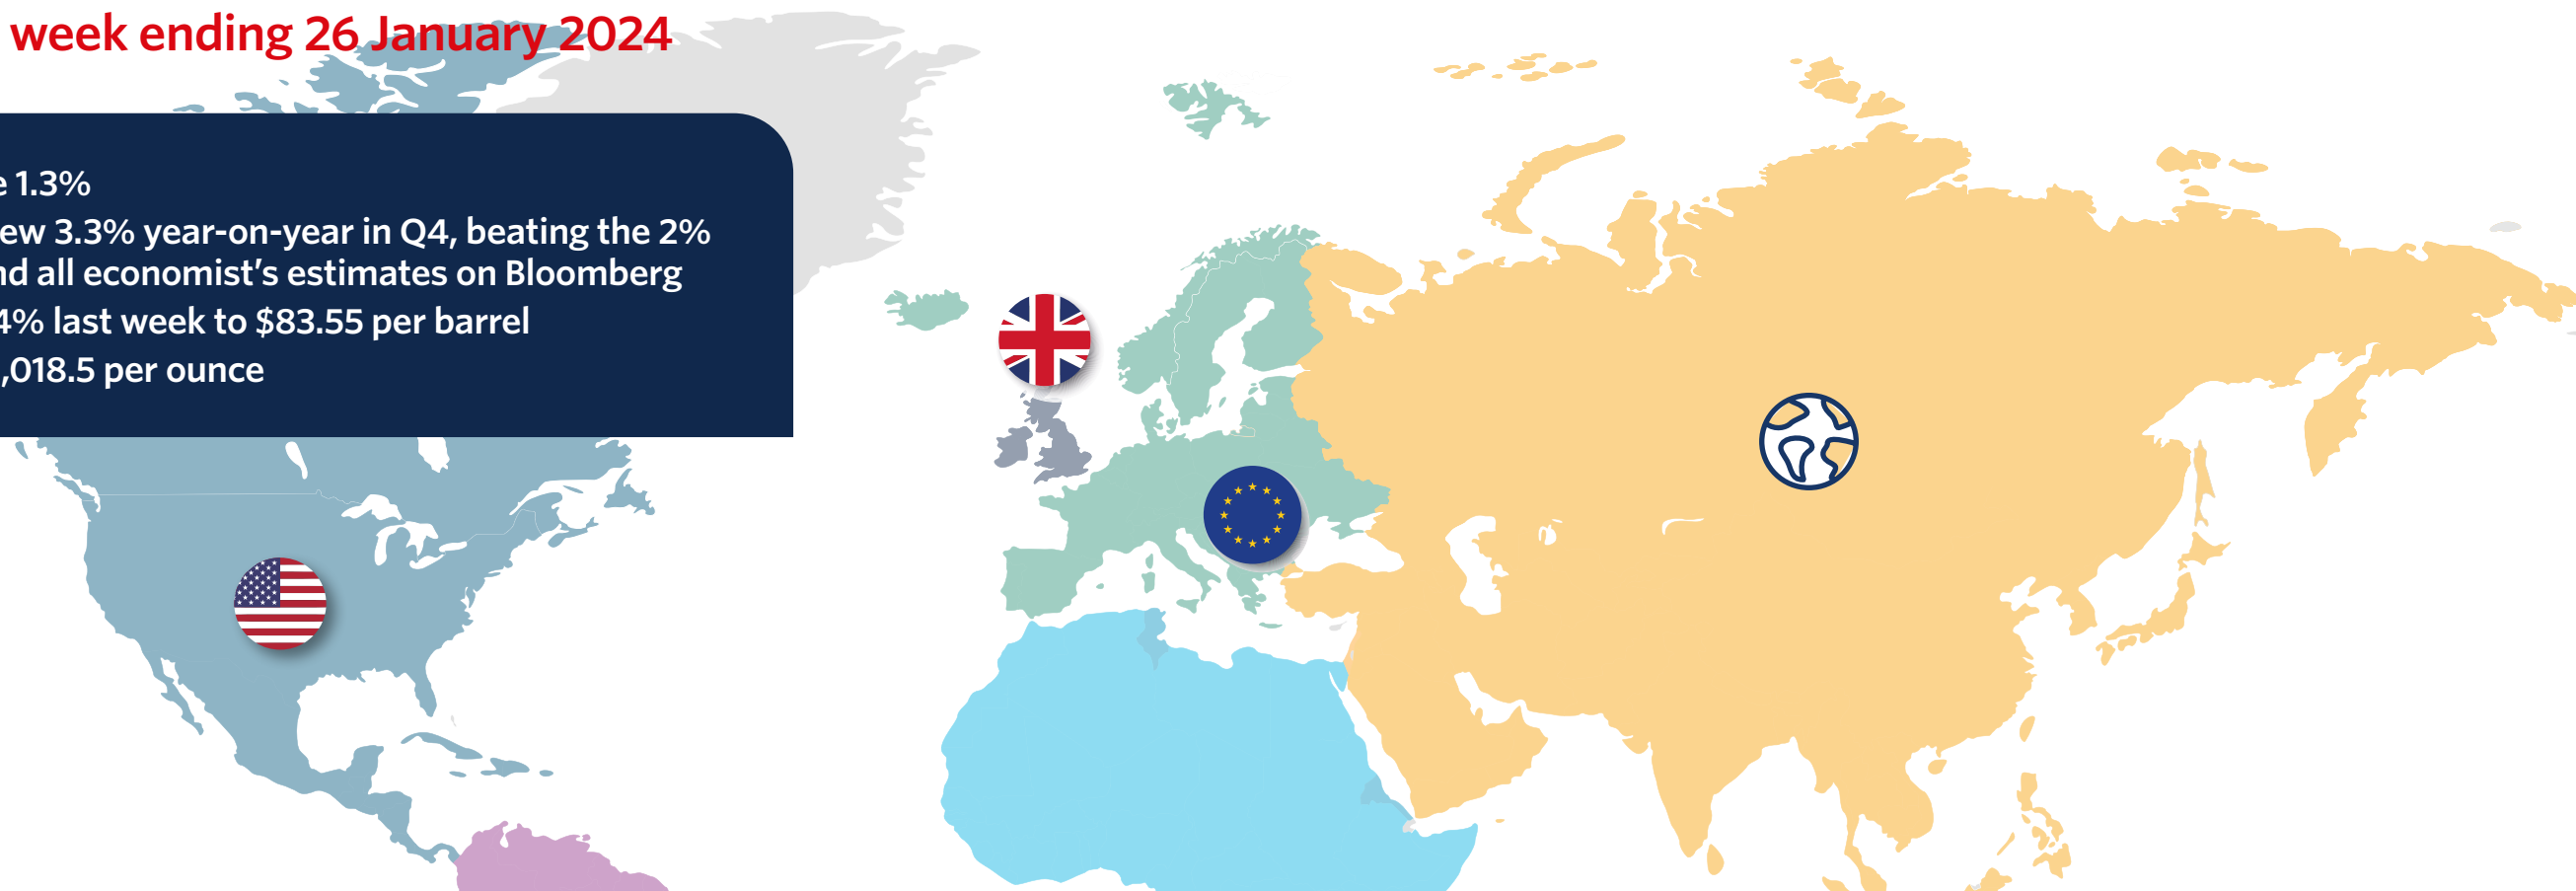 week ending 26 January 2024
e 1.3%
ew 3.3% year-on-year in Q4, beating the 2%
nd all economist's estimates on Bloomberg
4% last week to $83.55 per barrel
,018.5 per ounce